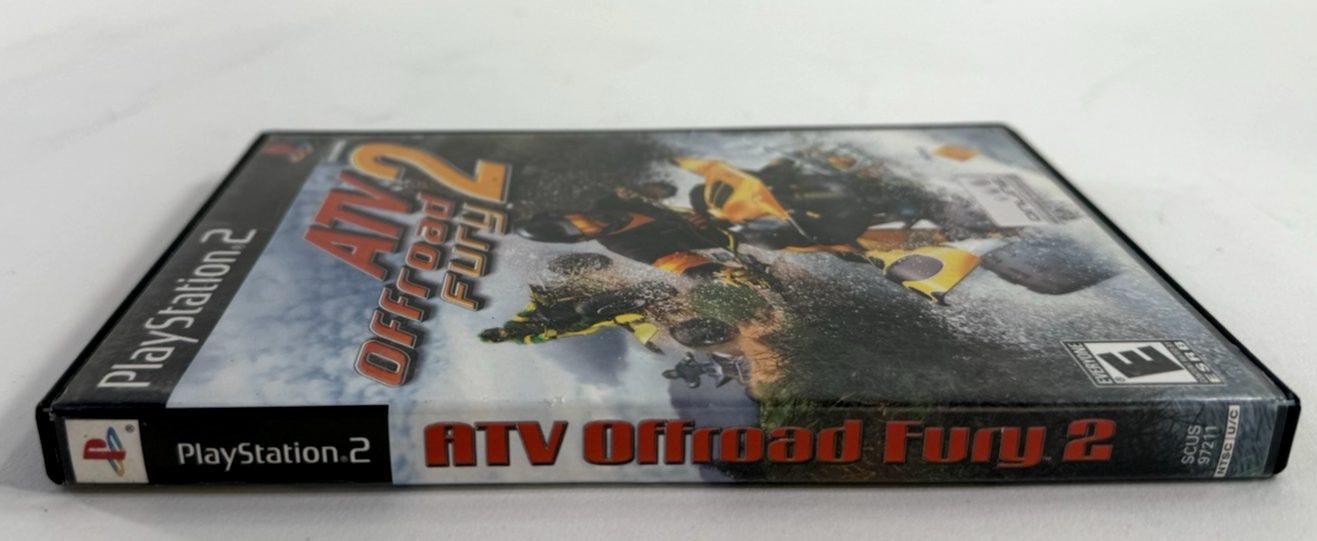 PlayStation.2
ATV
Offroad
Fury 2
EVERYONE
E
ESRB
PlayStation.2
ATV Offroad Fury 2
SCUS
97211
NTSC U/C